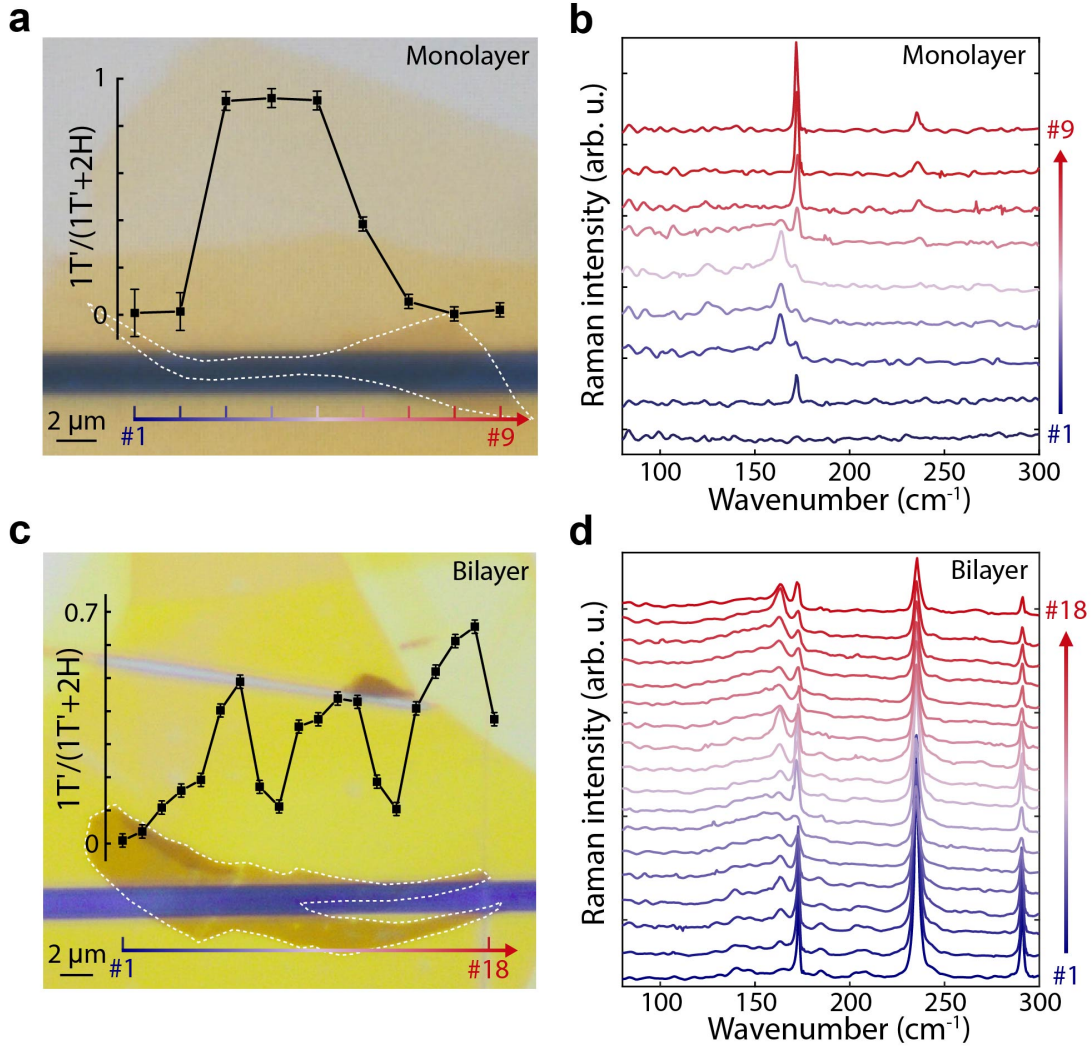 a
Monolayer
1
1T'/(1T'+2H)
0
2 μm
#1
#9
b
Monolayer
Raman intensity (arb. u.)
#9
#1
100
150
200
250
300
Wavenumber (cm⁻¹)
c
Bilayer
0.7
1T'/(1T'+2H)
0
2 μm
#1
#18
d
Bilayer
Raman intensity (arb. u.)
#18
#1
100
150
200
250
300
Wavenumber (cm⁻¹)